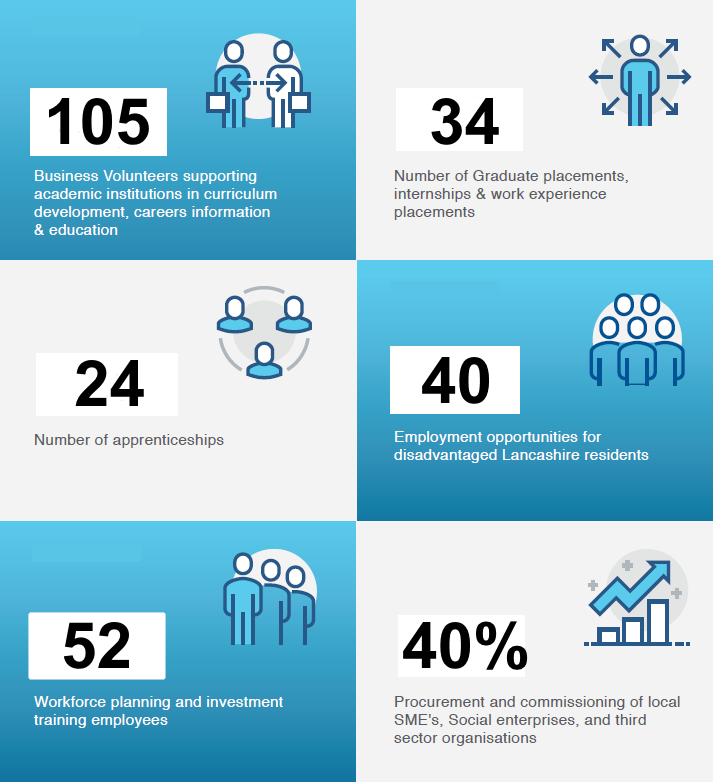 105
Business Volunteers supporting
academic institutions in curriculum
development, careers information
& education
34
Number of Graduate placements,
internships & work experience
placements
24
Number of apprenticeships
40
Employment opportunities for
disadvantaged Lancashire residents
52
Workforce planning and investment
training employees
40%
Procurement and commissioning of local
SME's, Social enterprises, and third
sector organisations